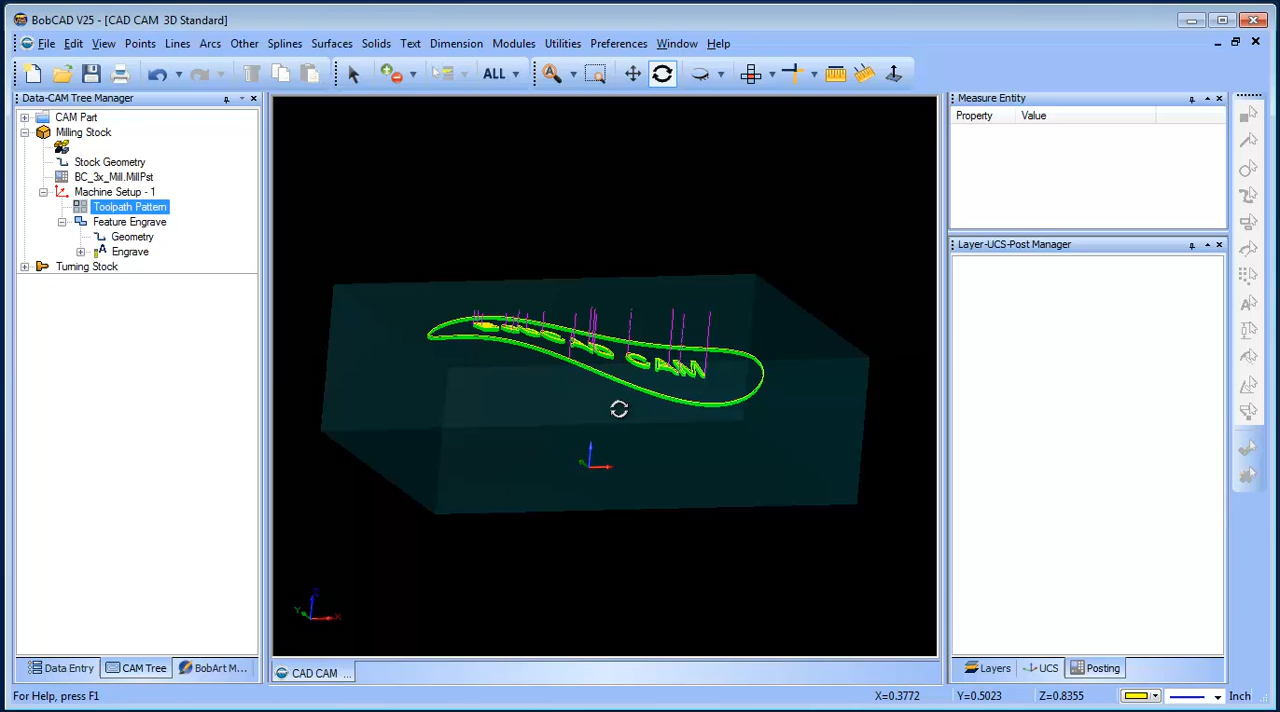 BobCAD V25 - [CAD CAM  3D Standard]
File Edit View Points Lines Arcs Other Splines Surfaces Solids Text Dimension Modules Utilities Preferences Window Help
ALL
Data-CAM Tree Manager
CAM Part
Milling Stock
Stock Geometry
BC_3x_Mill.MillPst
Machine Setup - 1
Toolpath Pattern
Feature Engrave
Geometry
Engrave
Turning Stock
CAM
Z
Y
X
Measure Entity
Property Value
Layer-UCS-Post Manager
Data Entry CAM Tree BobArt M...
CAD CAM ...
Layers UCS Posting
For Help, press F1
X=0.3772 Y=0.5023 Z=0.8355 Inch